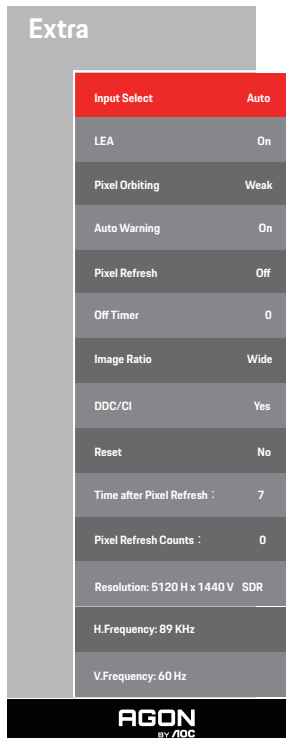 Extra
Input Select Auto
LEA On
Pixel Orbiting Weak
Auto Warning On
Pixel Refresh Off
Off Timer 0
Image Ratio Wide
DDC/CI Yes
Reset No
Time after Pixel Refresh : 7
Pixel Refresh Counts : 0
Resolution: 5120 H x 1440 V SDR
H.Frequency: 89 KHz
V.Frequency: 60 Hz
AGON
BY AOC